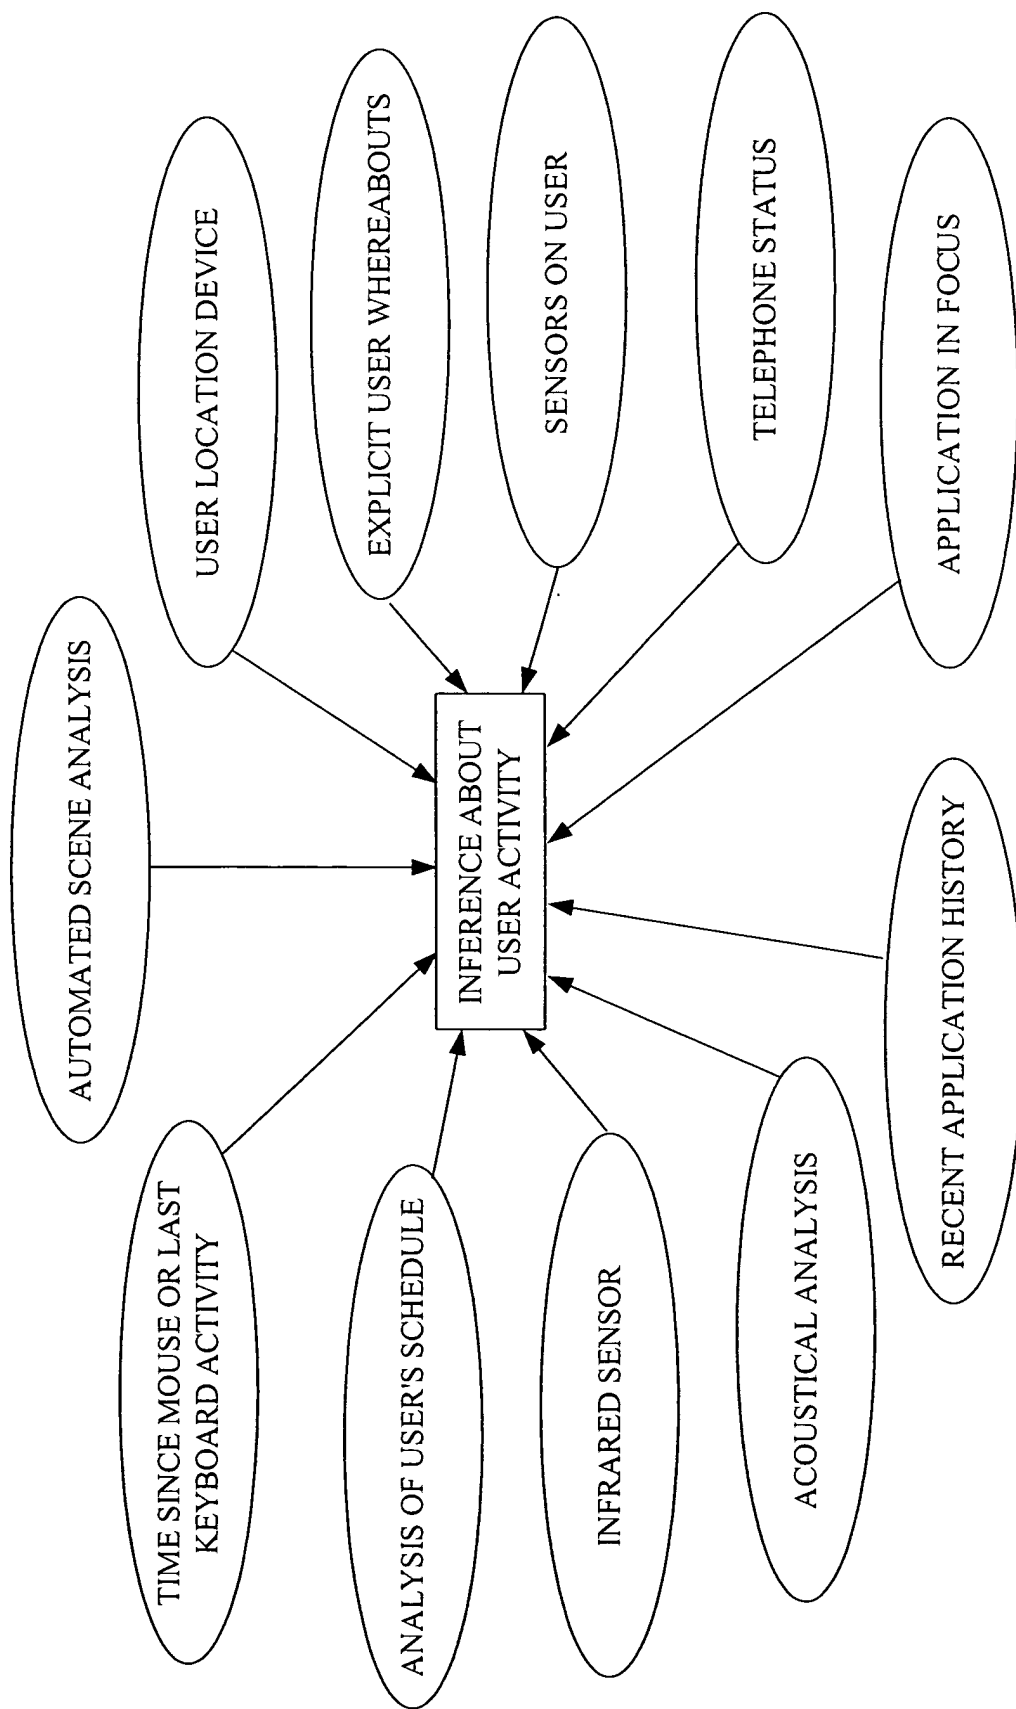 AUTOMATED SCENE ANALYSIS
TIME SINCE MOUSE OR LAST
KEYBOARD ACTIVITY
USER LOCATION DEVICE
ANALYSIS OF USER'S SCHEDULE
EXPLICIT USER WHEREABOUTS
INFERENCE ABOUT
USER ACTIVITY
INFRARED SENSOR
SENSORS ON USER
ACOUSTICAL ANALYSIS
TELEPHONE STATUS
RECENT APPLICATION HISTORY
APPLICATION IN FOCUS